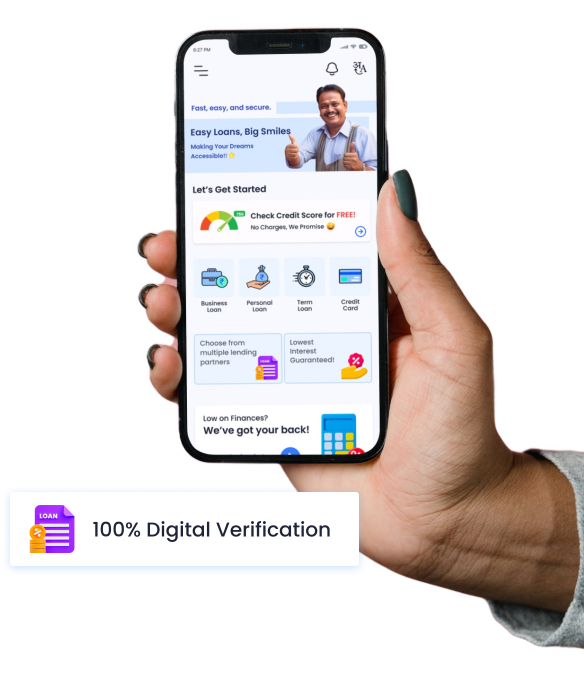 9:27 PM
अ A
Fast, easy, and secure.
Easy Loans, Big Smiles
Making Your Dreams
Accessible!! ⭐
Let's Get Started
Check Credit Score for FREE!
No Charges, We Promise 😄
Business
Loan
Personal
Loan
Term
Loan
Credit
Card
Choose from
multiple lending
partners
LOAN
Lowest
Interest
Guaranteed!
%
Low on Finances?
We've got your back!
LOAN
100% Digital Verification